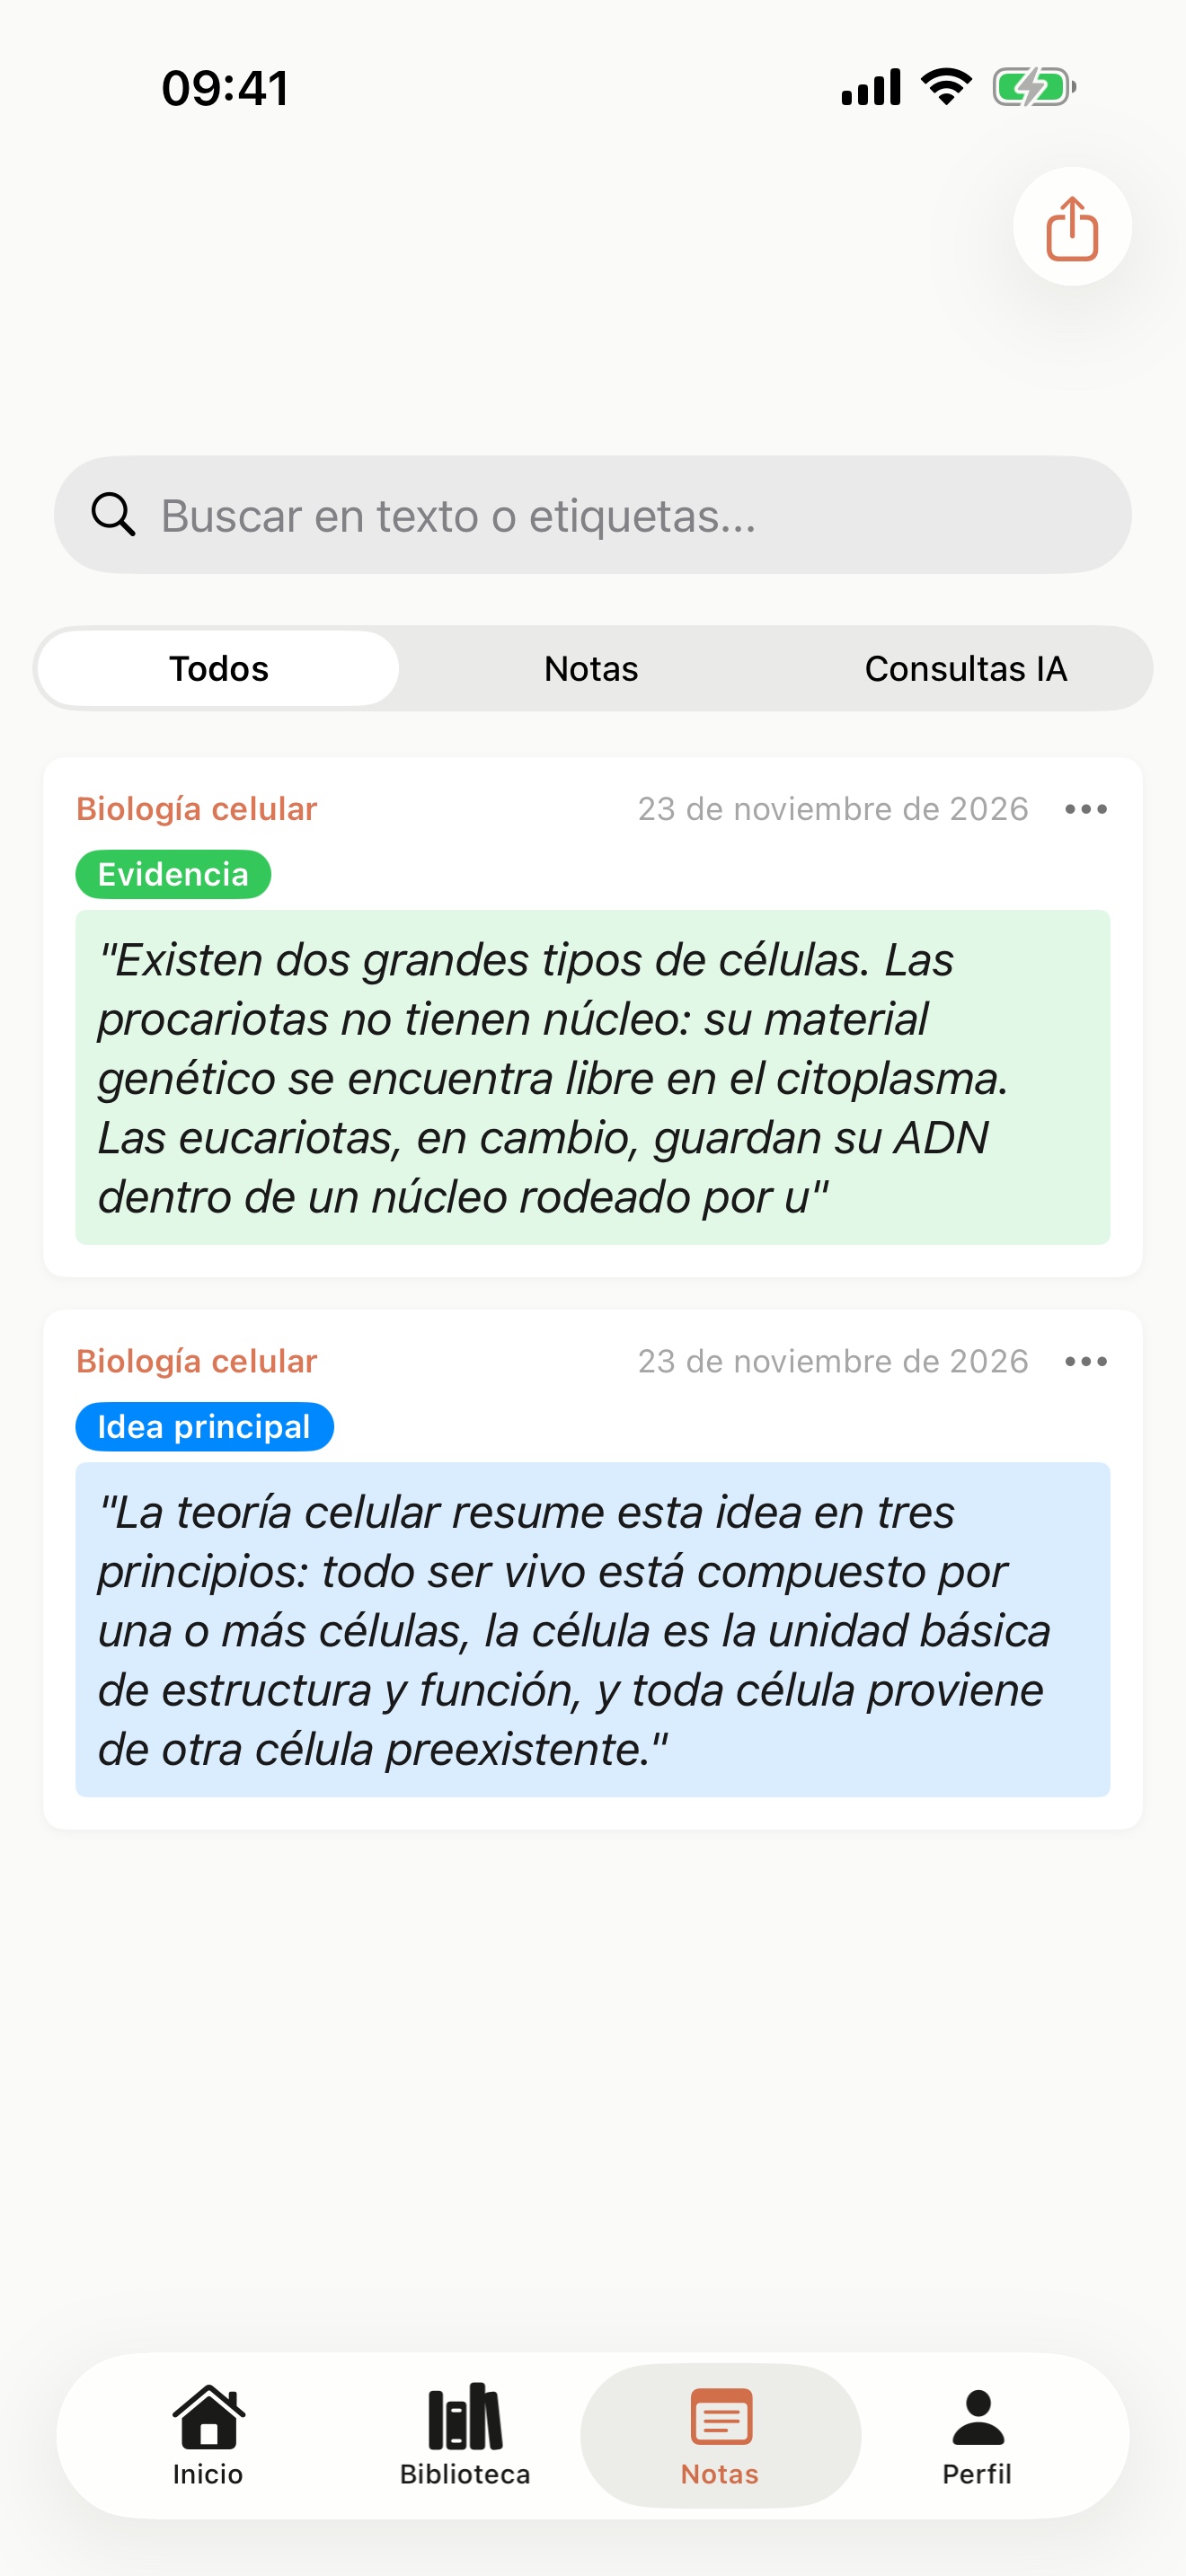 09:41
Buscar en texto o etiquetas...
Todos Notas Consultas IA
Biología celular 23 de noviembre de 2026
Evidencia
"Existen dos grandes tipos de células. Las
procariotas no tienen núcleo: su material
genético se encuentra libre en el citoplasma.
Las eucariotas, en cambio, guardan su ADN
dentro de un núcleo rodeado por u"
Biología celular 23 de noviembre de 2026
Idea principal
"La teoría celular resume esta idea en tres
principios: todo ser vivo está compuesto por
una o más células, la célula es la unidad básica
de estructura y función, y toda célula proviene
de otra célula preexistente."
Inicio Biblioteca Notas Perfil